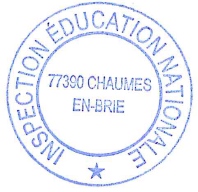 INSPECTION ÉDUCATION NATIONALE
77390 CHAUMES
EN-BRIE